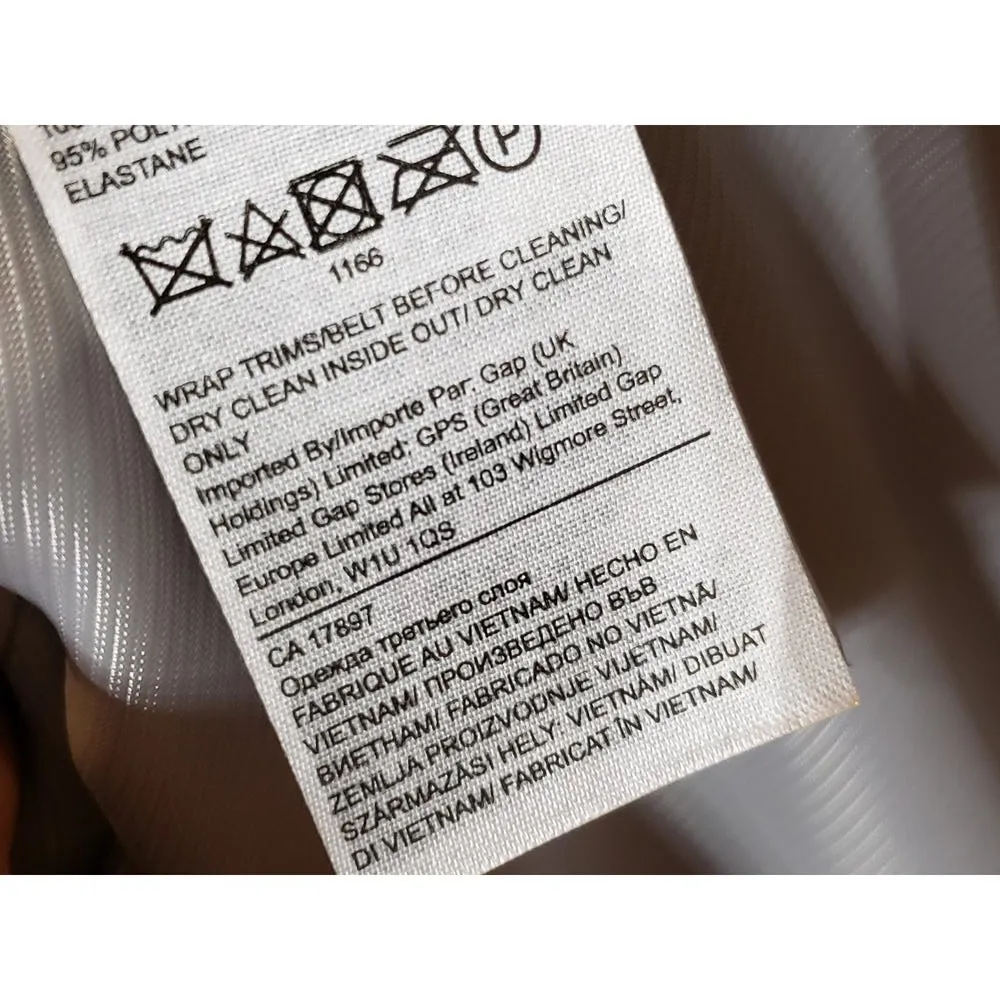 95%
ELASTANE
P
1166
WRAP TRIMS/BELT BEFORE CLEANING/
DRY CLEAN INSIDE OUT/ DRY CLEAN
ONLY
Imported By/Importe Par: Gap (UK
Holdings) Limited; GPS (Great Britain)
Limited Gap Stores (Ireland) Limited Gap
Europe Limited All at 103 Wigmore Street,
London, W1U 1QS
CA 17897
Одежда третьего слоя
FABRIQUE AU VIETNAM/ HECHO EN
VIETNAM/ ПРОИЗВЕДЕНО ВЪВ
ВИЕТНАМ/ FABRICADO NO VIETNÃ/
ZEMLJA PROIZVODNJE VIJETNAM/
SZÁRMAZÁSI HELY: VIETNÁM/ DIBUAT
DI VIETNAM/ FABRICAT ÎN VIETNAM/